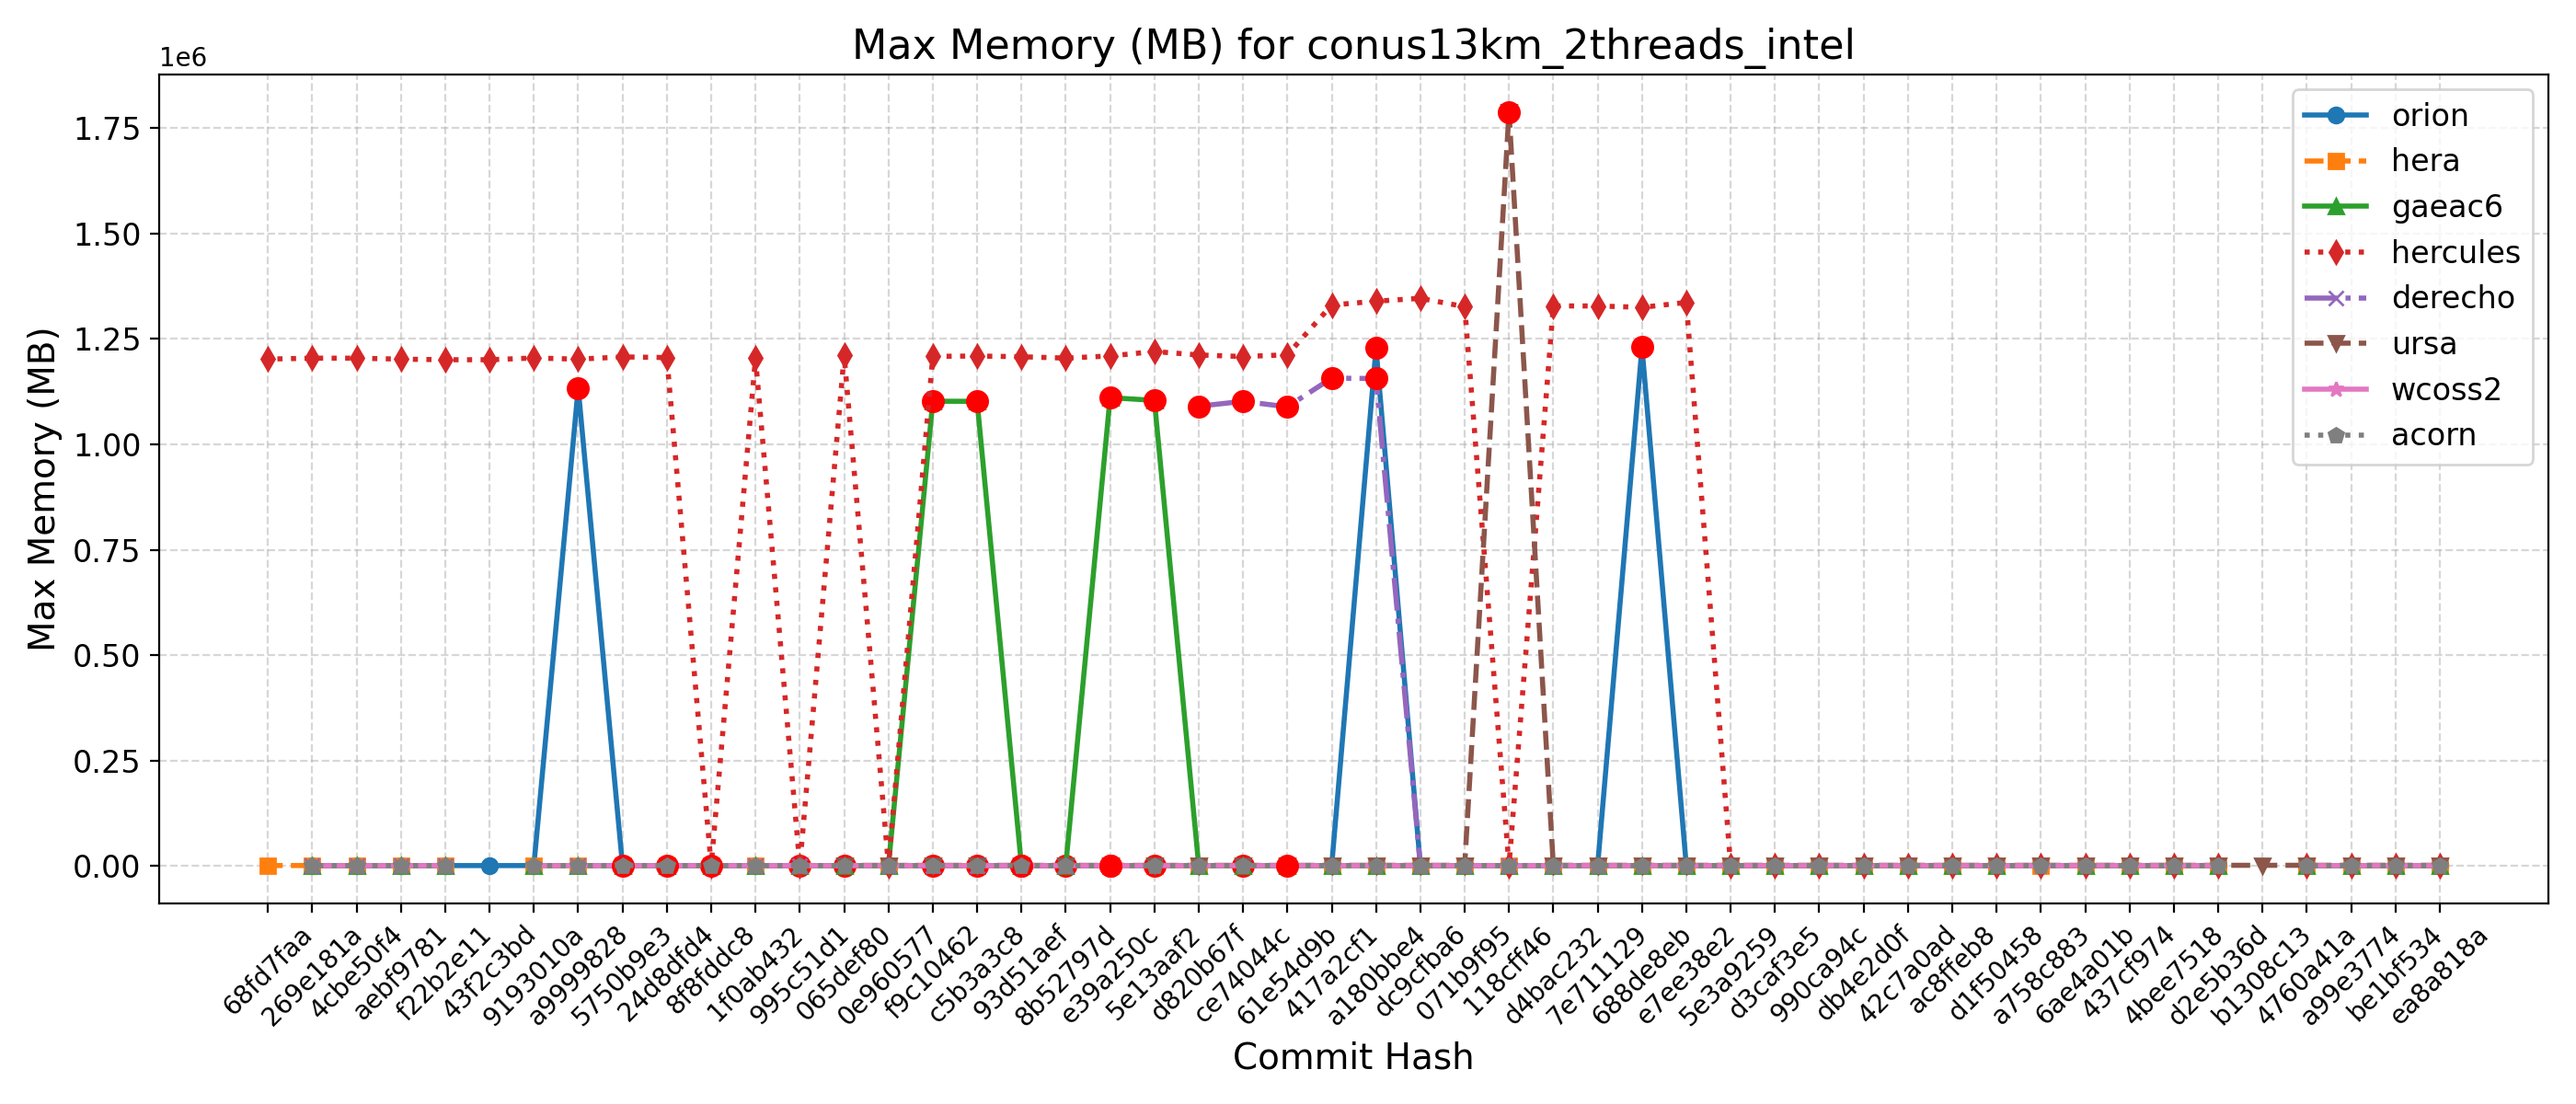 Max Memory (MB) for conus13km_2threads_intel
1e6
1.75
1.50
1.25
1.00
0.75
0.50
0.25
0.00
Max Memory (MB)
orion
hera
gaeac6
hercules
derecho
ursa
wcoss2
acorn
68fd7faa
269e181a
4cbe50f4
aebf9781
f22b2e11
43f2c3bd
9193010a
a9999828
5750b9e3
24d8dfd4
8f8fddc8
1f0ab432
995c51d1
065def80
0e960577
f9c10462
c5b3a3c8
93d51aef
8b52797d
e39a250c
5e13aaf2
d820b67f
ce74044c
61e54d9b
417a2cf1
a180bbe4
dc9cfba6
071b9f95
118cff46
d4bac232
7e711129
688de8eb
e7ee38e2
5e3a9259
d3caf3e5
990ca94c
db4e2d0f
42c7a0ad
ac8ffeb8
d1f50458
a758c883
6ae4a01b
437cf974
4bee7518
d2e5b36d
b1308c13
4760a41a
a99e3774
be1bf534
ea8a818a
Commit Hash